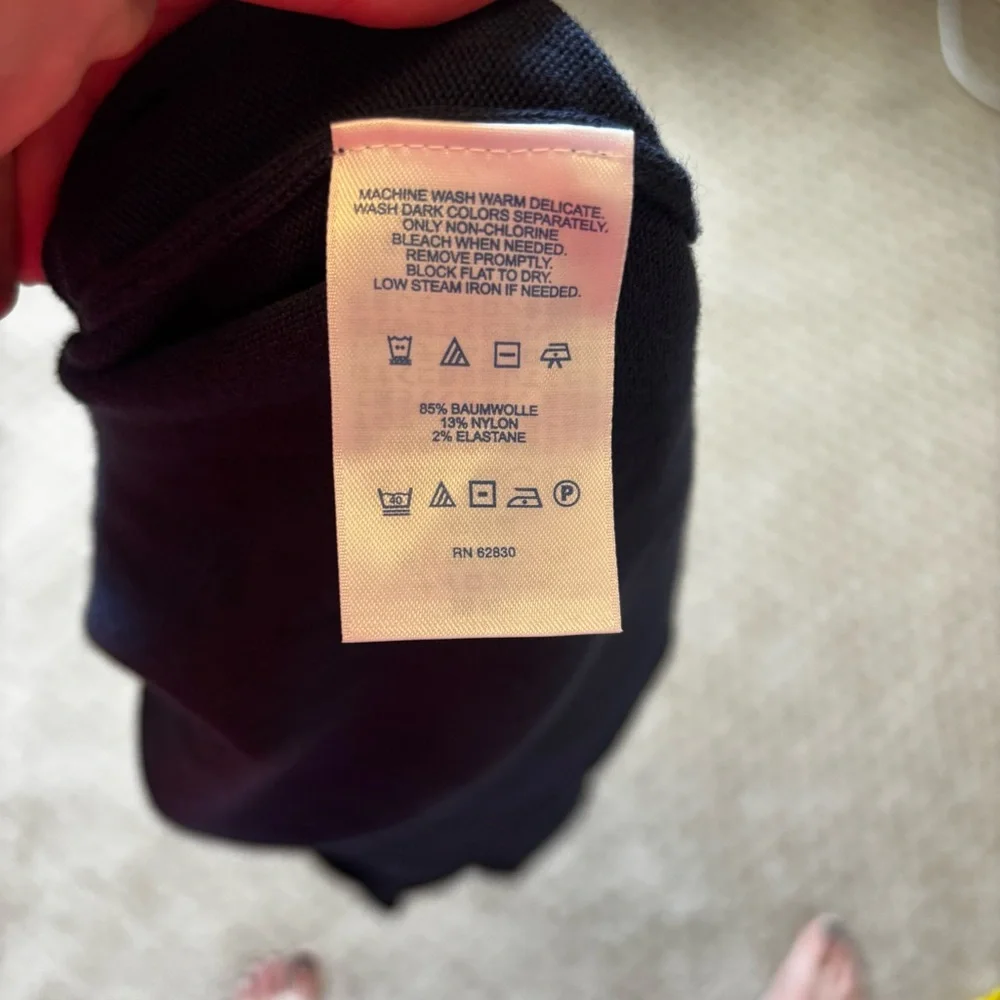 MACHINE WASH WARM DELICATE.
WASH DARK COLORS SEPARATELY.
ONLY NON-CHLORINE
BLEACH WHEN NEEDED.
REMOVE PROMPTLY.
BLOCK FLAT TO DRY.
LOW STEAM IRON IF NEEDED.
85% BAUMWOLLE
13% NYLON
2% ELASTANE
40 P
RN 62830